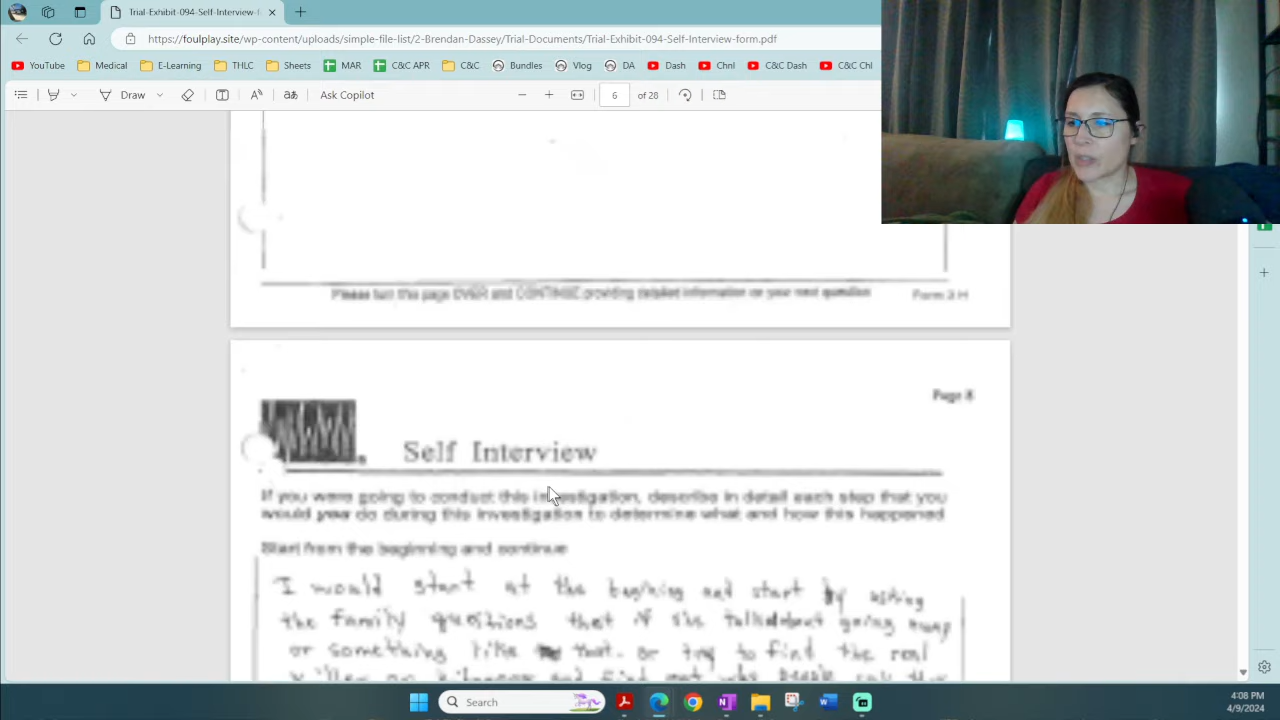 Trial-Exhibit-094-Self-Interview-f
https://foulplay.site/wp-content/uploads/simple-file-list/2-Brendan-Dassey/Trial-Documents/Trial-Exhibit-094-Self-Interview-form.pdf
YouTube Medical E-Learning THLC Sheets MAR C&C APR C&C Bundles Vlog DA Dash Chnl C&C Dash C&C Chl
Draw Ask Copilot 6 of 28
Please turn this page OVER and CONTINUE providing detailed information on your next question Form 3 H
Page 8
Self Interview
If you were going to conduct this investigation, describe in detail each step that you
would you do during this investigation to determine what and how this happened
Start from the beginning and continue
I would start at the begining and start by asking
the family questions that if she talked about going away
or something like that. or try to find the real
Search
4:08 PM
4/9/2024